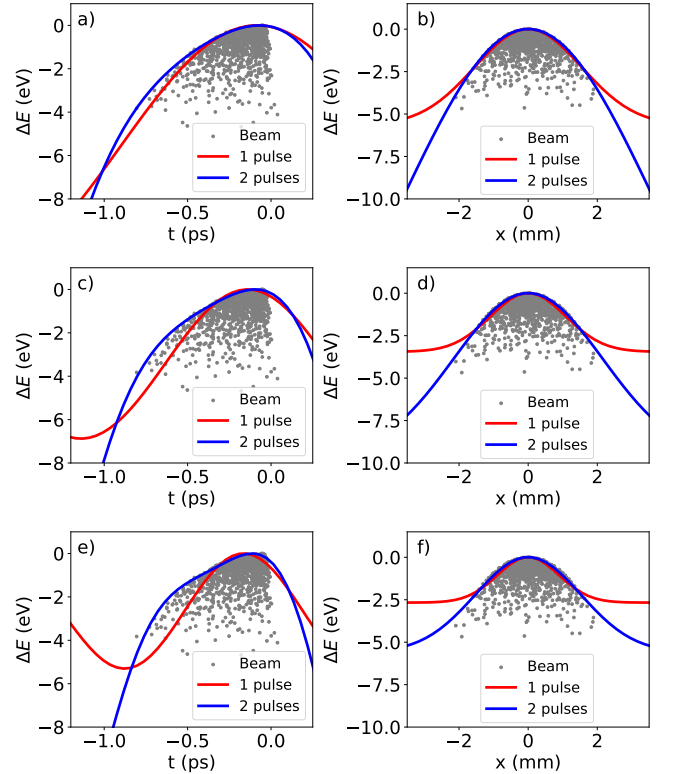 a)
ΔE (eV)
0
−2
−4
−6
−8
−1.0
−0.5
0.0
t (ps)
Beam
1 pulse
2 pulses
b)
ΔE (eV)
0.0
−2.5
−5.0
−7.5
−10.0
−2
0
2
x (mm)
Beam
1 pulse
2 pulses
c)
ΔE (eV)
0
−2
−4
−6
−8
−1.0
−0.5
0.0
t (ps)
Beam
1 pulse
2 pulses
d)
ΔE (eV)
0.0
−2.5
−5.0
−7.5
−10.0
−2
0
2
x (mm)
Beam
1 pulse
2 pulses
e)
ΔE (eV)
0
−2
−4
−6
−8
−1.0
−0.5
0.0
t (ps)
Beam
1 pulse
2 pulses
f)
ΔE (eV)
0.0
−2.5
−5.0
−7.5
−10.0
−2
0
2
x (mm)
Beam
1 pulse
2 pulses